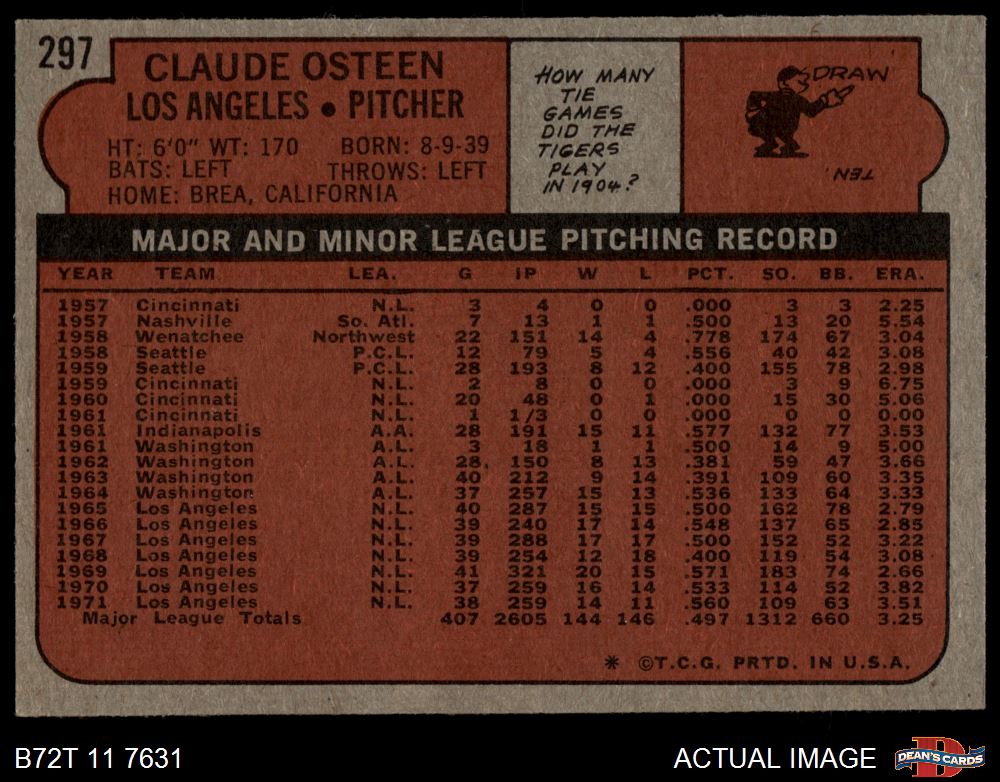 297
CLAUDE OSTEEN
LOS ANGELES • PITCHER
HT: 6'0" WT: 170 BORN: 8-9-39
BATS: LEFT THROWS: LEFT
HOME: BREA, CALIFORNIA
HOW MANY
TIE
GAMES
DID THE
TIGERS
PLAY
IN 1904?
DRAW
TEN.
MAJOR AND MINOR LEAGUE PITCHING RECORD
YEAR TEAM LEA. G IP W L PCT. SO. BB. ERA.
1957 Cincinnati N.L. 3 4 0 0 .000 3 3 2.25
1957 Nashville So. Atl. 7 13 1 1 .500 13 20 5.54
1958 Wenatchee Northwest 22 151 14 4 .778 174 67 3.04
1958 Seattle P.C.L. 12 79 5 4 .556 40 42 3.08
1959 Seattle P.C.L. 28 193 8 12 .400 155 78 2.98
1959 Cincinnati N.L. 2 8 0 0 .000 3 9 6.75
1960 Cincinnati N.L. 20 48 0 1 .000 15 30 5.06
1961 Cincinnati N.L. 1 1/3 0 0 .000 0 0 0.00
1961 Indianapolis A.A. 28 191 15 11 .577 132 77 3.53
1961 Washington A.L. 3 18 1 1 .500 14 9 5.00
1962 Washington A.L. 28 150 8 13 .381 59 47 3.66
1963 Washington A.L. 40 212 9 14 .391 109 60 3.35
1964 Washington A.L. 37 257 15 13 .536 133 64 3.33
1965 Los Angeles N.L. 40 287 15 15 .500 162 78 2.79
1966 Los Angeles N.L. 39 240 17 14 .548 137 65 2.85
1967 Los Angeles N.L. 39 288 17 17 .500 152 52 3.22
1968 Los Angeles N.L. 39 254 12 18 .400 119 54 3.08
1969 Los Angeles N.L. 41 321 20 15 .571 183 74 2.66
1970 Los Angeles N.L. 37 259 16 14 .533 114 52 3.82
1971 Los Angeles N.L. 38 259 14 11 .560 109 63 3.51
Major League Totals 407 2605 144 146 .497 1312 660 3.25
* ©T.C.G. PRTD. IN U.S.A.
B72T 11 7631 ACTUAL IMAGE
DEAN'S CARDS